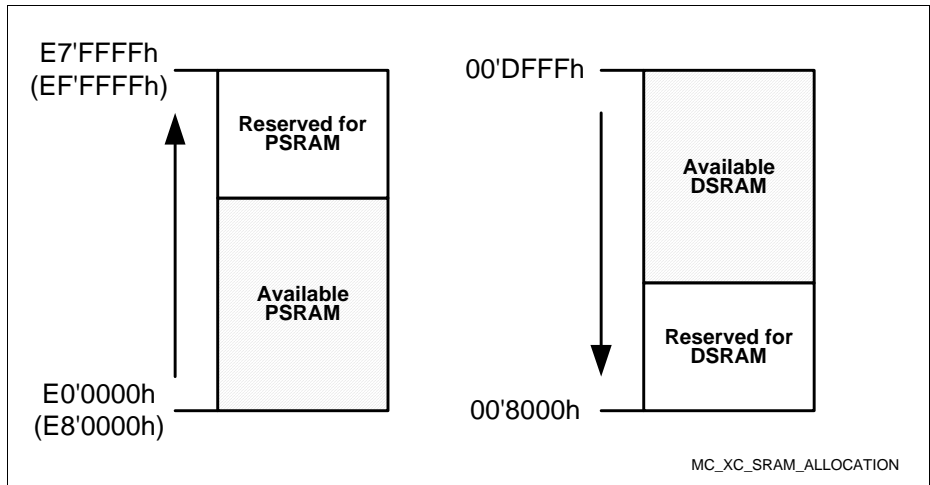 E7'FFFFh
(EF'FFFFh)
Reserved for
PSRAM
Available
PSRAM
E0'0000h
(E8'0000h)
00'DFFFh
Available
DSRAM
Reserved for
DSRAM
00'8000h
MC_XC_SRAM_ALLOCATION